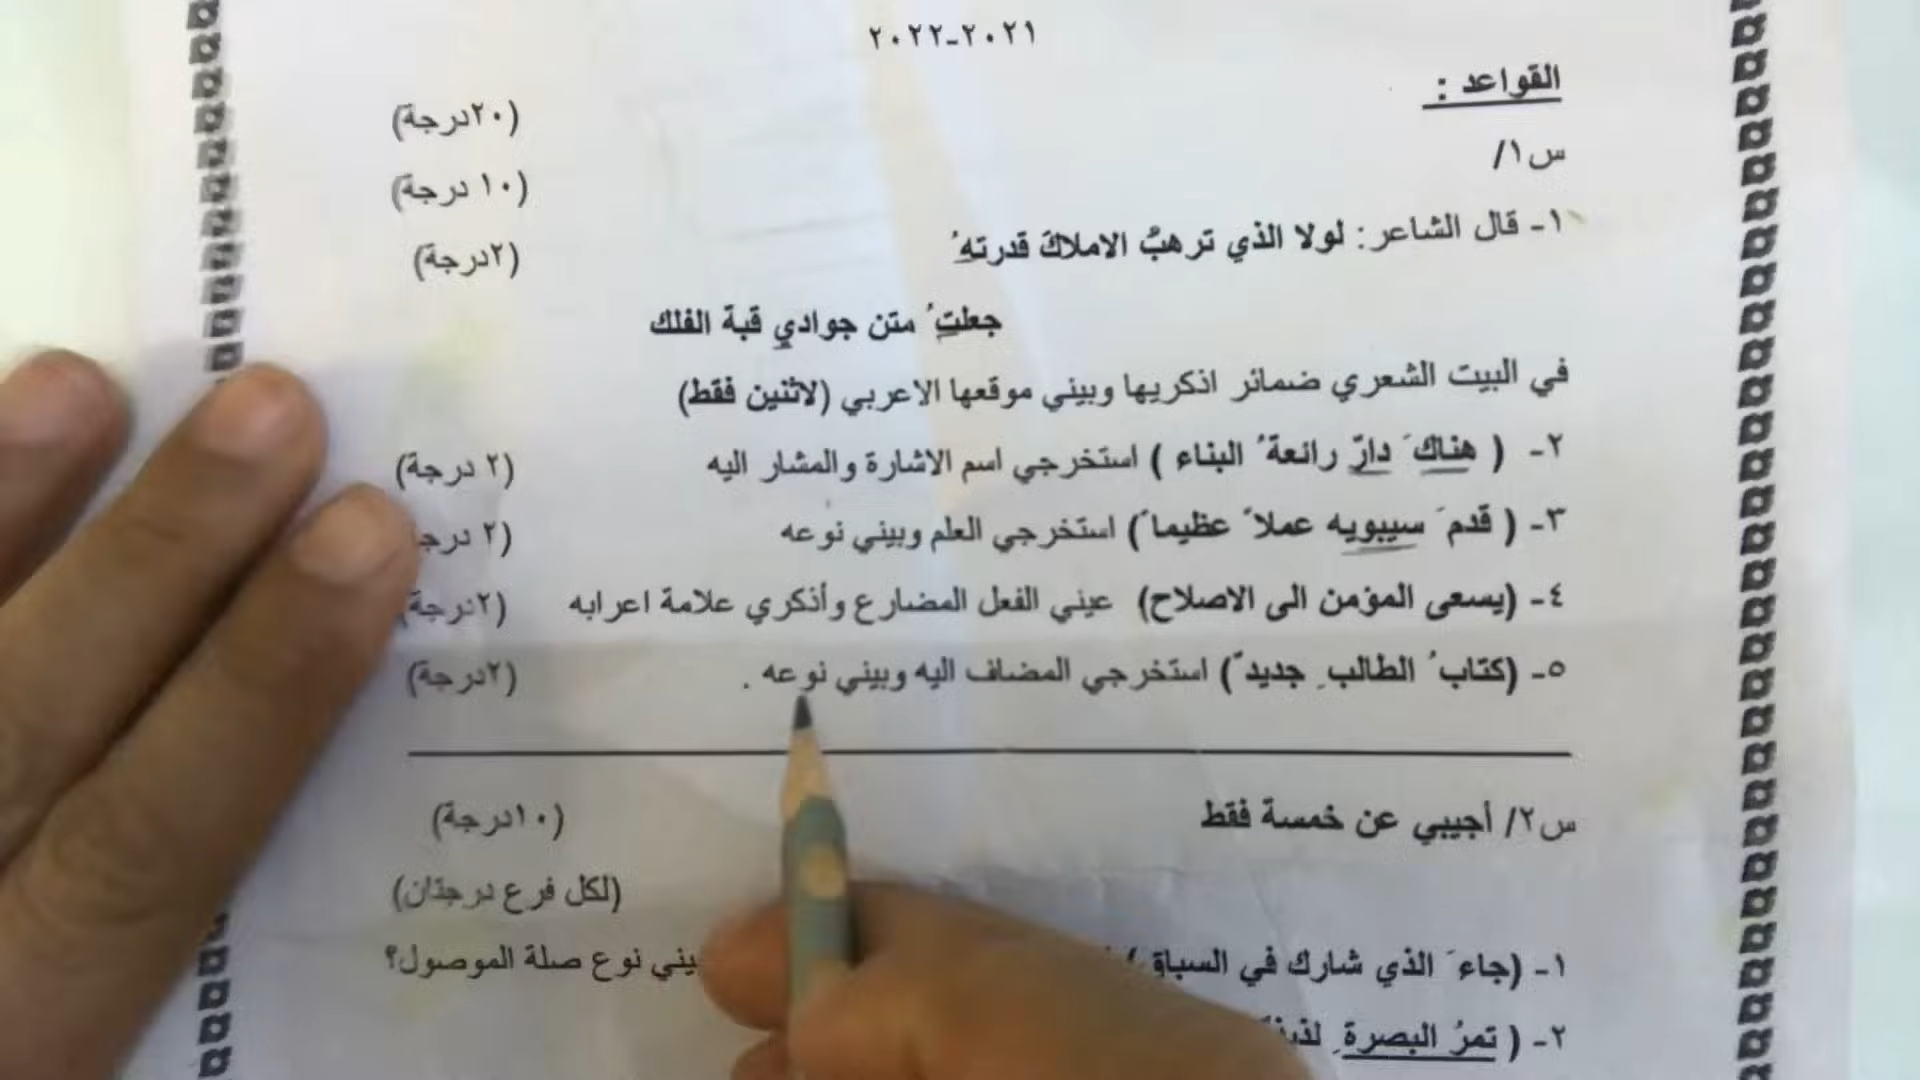 ٢٠٢١-٢٠٢٢
القواعد :
(٢٠درجة)
س١/
(١٠ درجة)
١- قال الشاعر: لولا الذي ترهبُ الاملاكَ قدرتهُ
(٢درجة)
جعلتُ متن جوادي قبة الفلك
في البيت الشعري ضمائر اذكريها وبيني موقعها الاعربي (لاثنين فقط)
٢- ( هناكَ دارٌ رائعةُ البناء ) استخرجي اسم الاشارة والمشار اليه (٢ درجة)
٣- ( قدمَ سيبويه عملاً عظيماً) استخرجي العلم وبيني نوعه (٢ درج
٤- (يسعى المؤمن الى الاصلاح) عيني الفعل المضارع وأذكري علامة اعرابه (٢درجة)
٥- (كتابُ الطالبِ جديدٌ) استخرجي المضاف اليه وبيني نوعه . (٢درجة)
س٢/ أجيبي عن خمسة فقط (١٠درجة)
(لكل فرع درجتان)
١- (جاءَ الذي شارك في السباق ) يني نوع صلة الموصول؟
٢- ( تمرُ البصرةِ